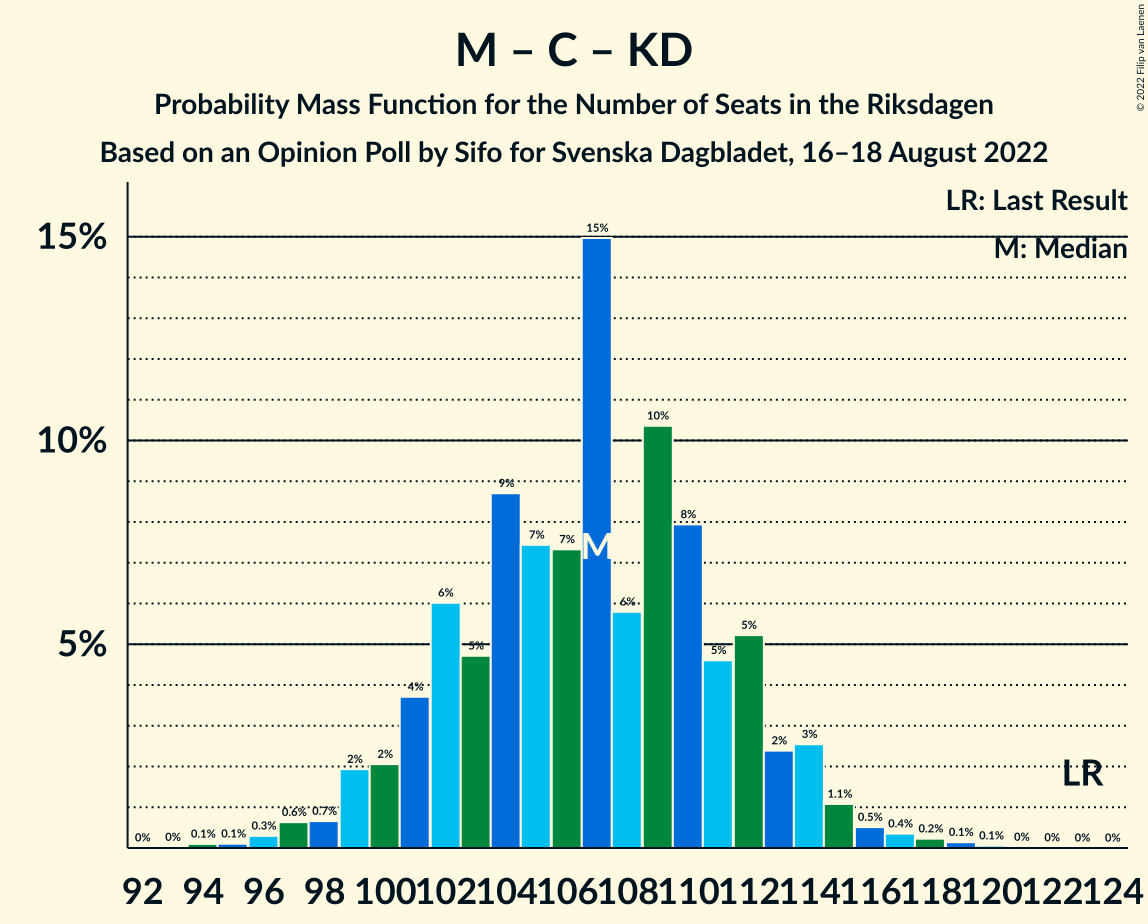 M – C – KD
Probability Mass Function for the Number of Seats in the Riksdagen
Based on an Opinion Poll by Sifo for Svenska Dagbladet, 16–18 August 2022
© 2022 Filip van Laenen
LR: Last Result
M: Median
15%
10%
5%
0% 0% 0.1% 0.1% 0.3% 0.6% 0.7% 2% 2% 4% 6% 5% 9% 7% 7% 15% 6% 10% 8% 5% 5% 2% 3% 1.1% 0.5% 0.4% 0.2% 0.1% 0.1% 0% 0% 0% 0%
M
LR
92 94 96 98 100 102 104 106 108 110 112 114 116 118 120 122 124